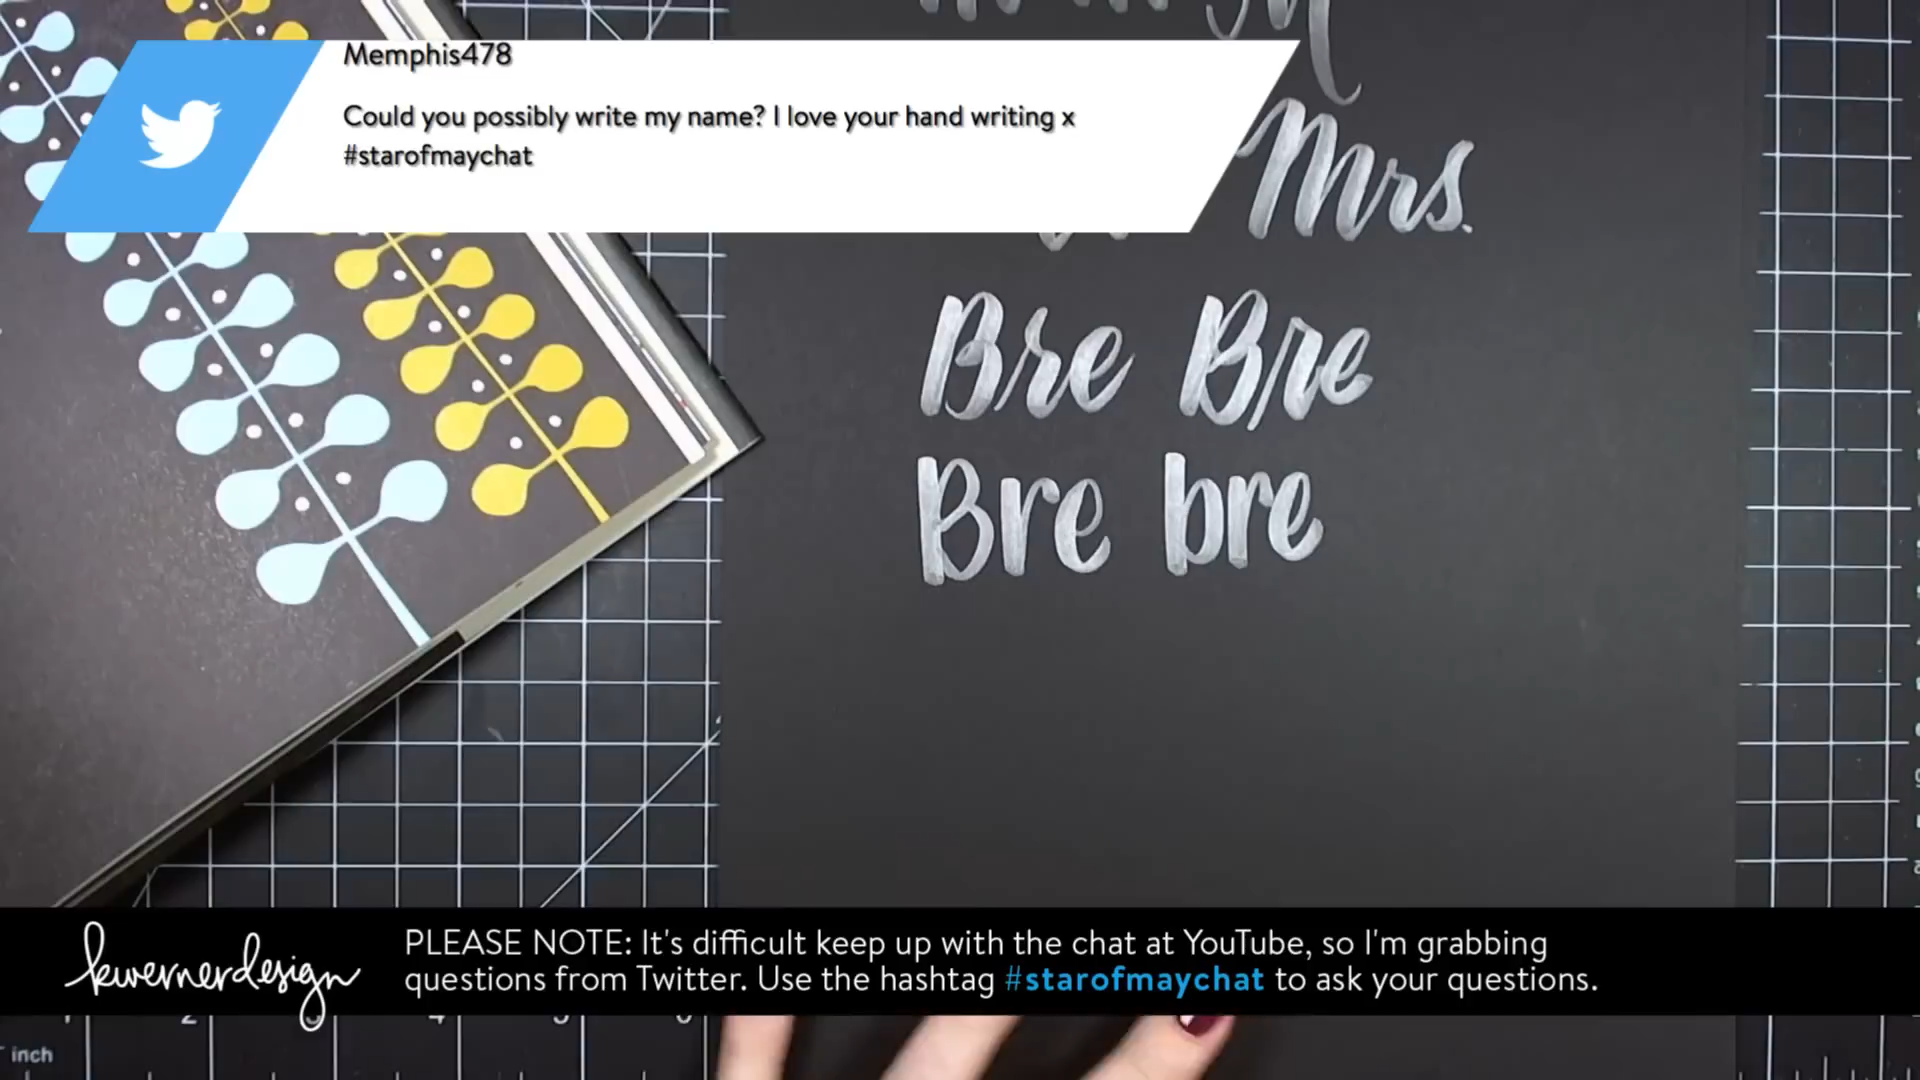 Memphis478
Could you possibly write my name? I love your hand writing x
#starofmaychat
Mrs.
Bre Bre
Bre bre
kwernerdesign
PLEASE NOTE: It's difficult keep up with the chat at YouTube, so I'm grabbing
questions from Twitter. Use the hashtag #starofmaychat to ask your questions.
inch